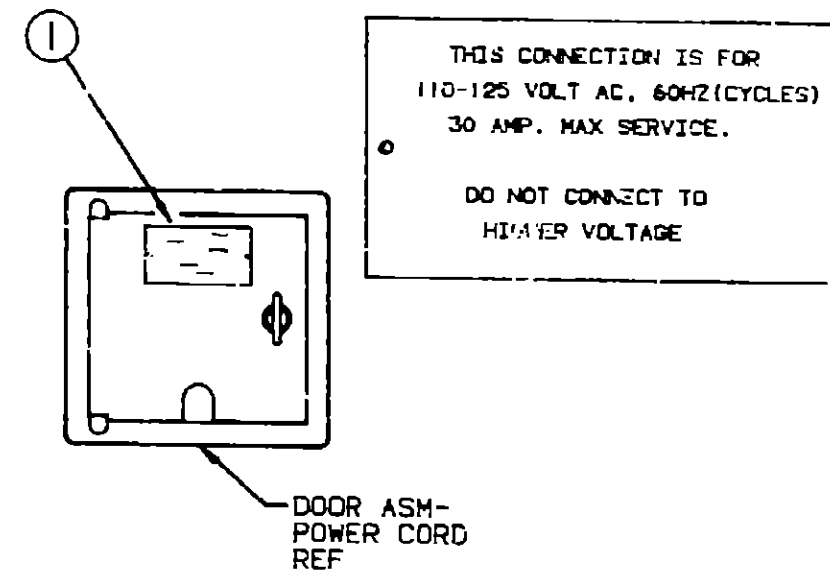 1
THIS CONNECTION IS FOR
110-125 VOLT AC, 60HZ(CYCLES)
30 AMP. MAX SERVICE.
DO NOT CONNECT TO
HIGHER VOLTAGE
DOOR ASM-
POWER CORD
REF